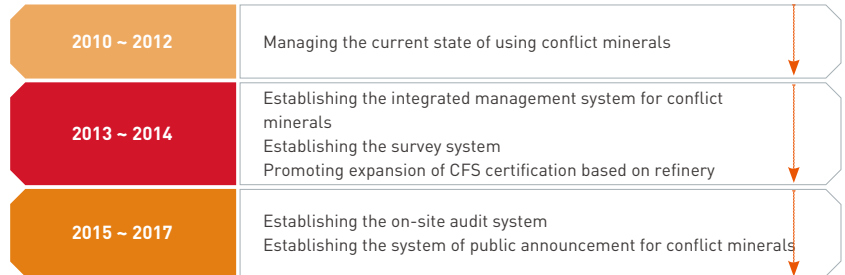 2010 ~ 2012
Managing the current state of using conflict minerals
2013 ~ 2014
Establishing the integrated management system for conflict
minerals
Establishing the survey system
Promoting expansion of CFS certification based on refinery
2015 ~ 2017
Establishing the on-site audit system
Establishing the system of public announcement for conflict minerals